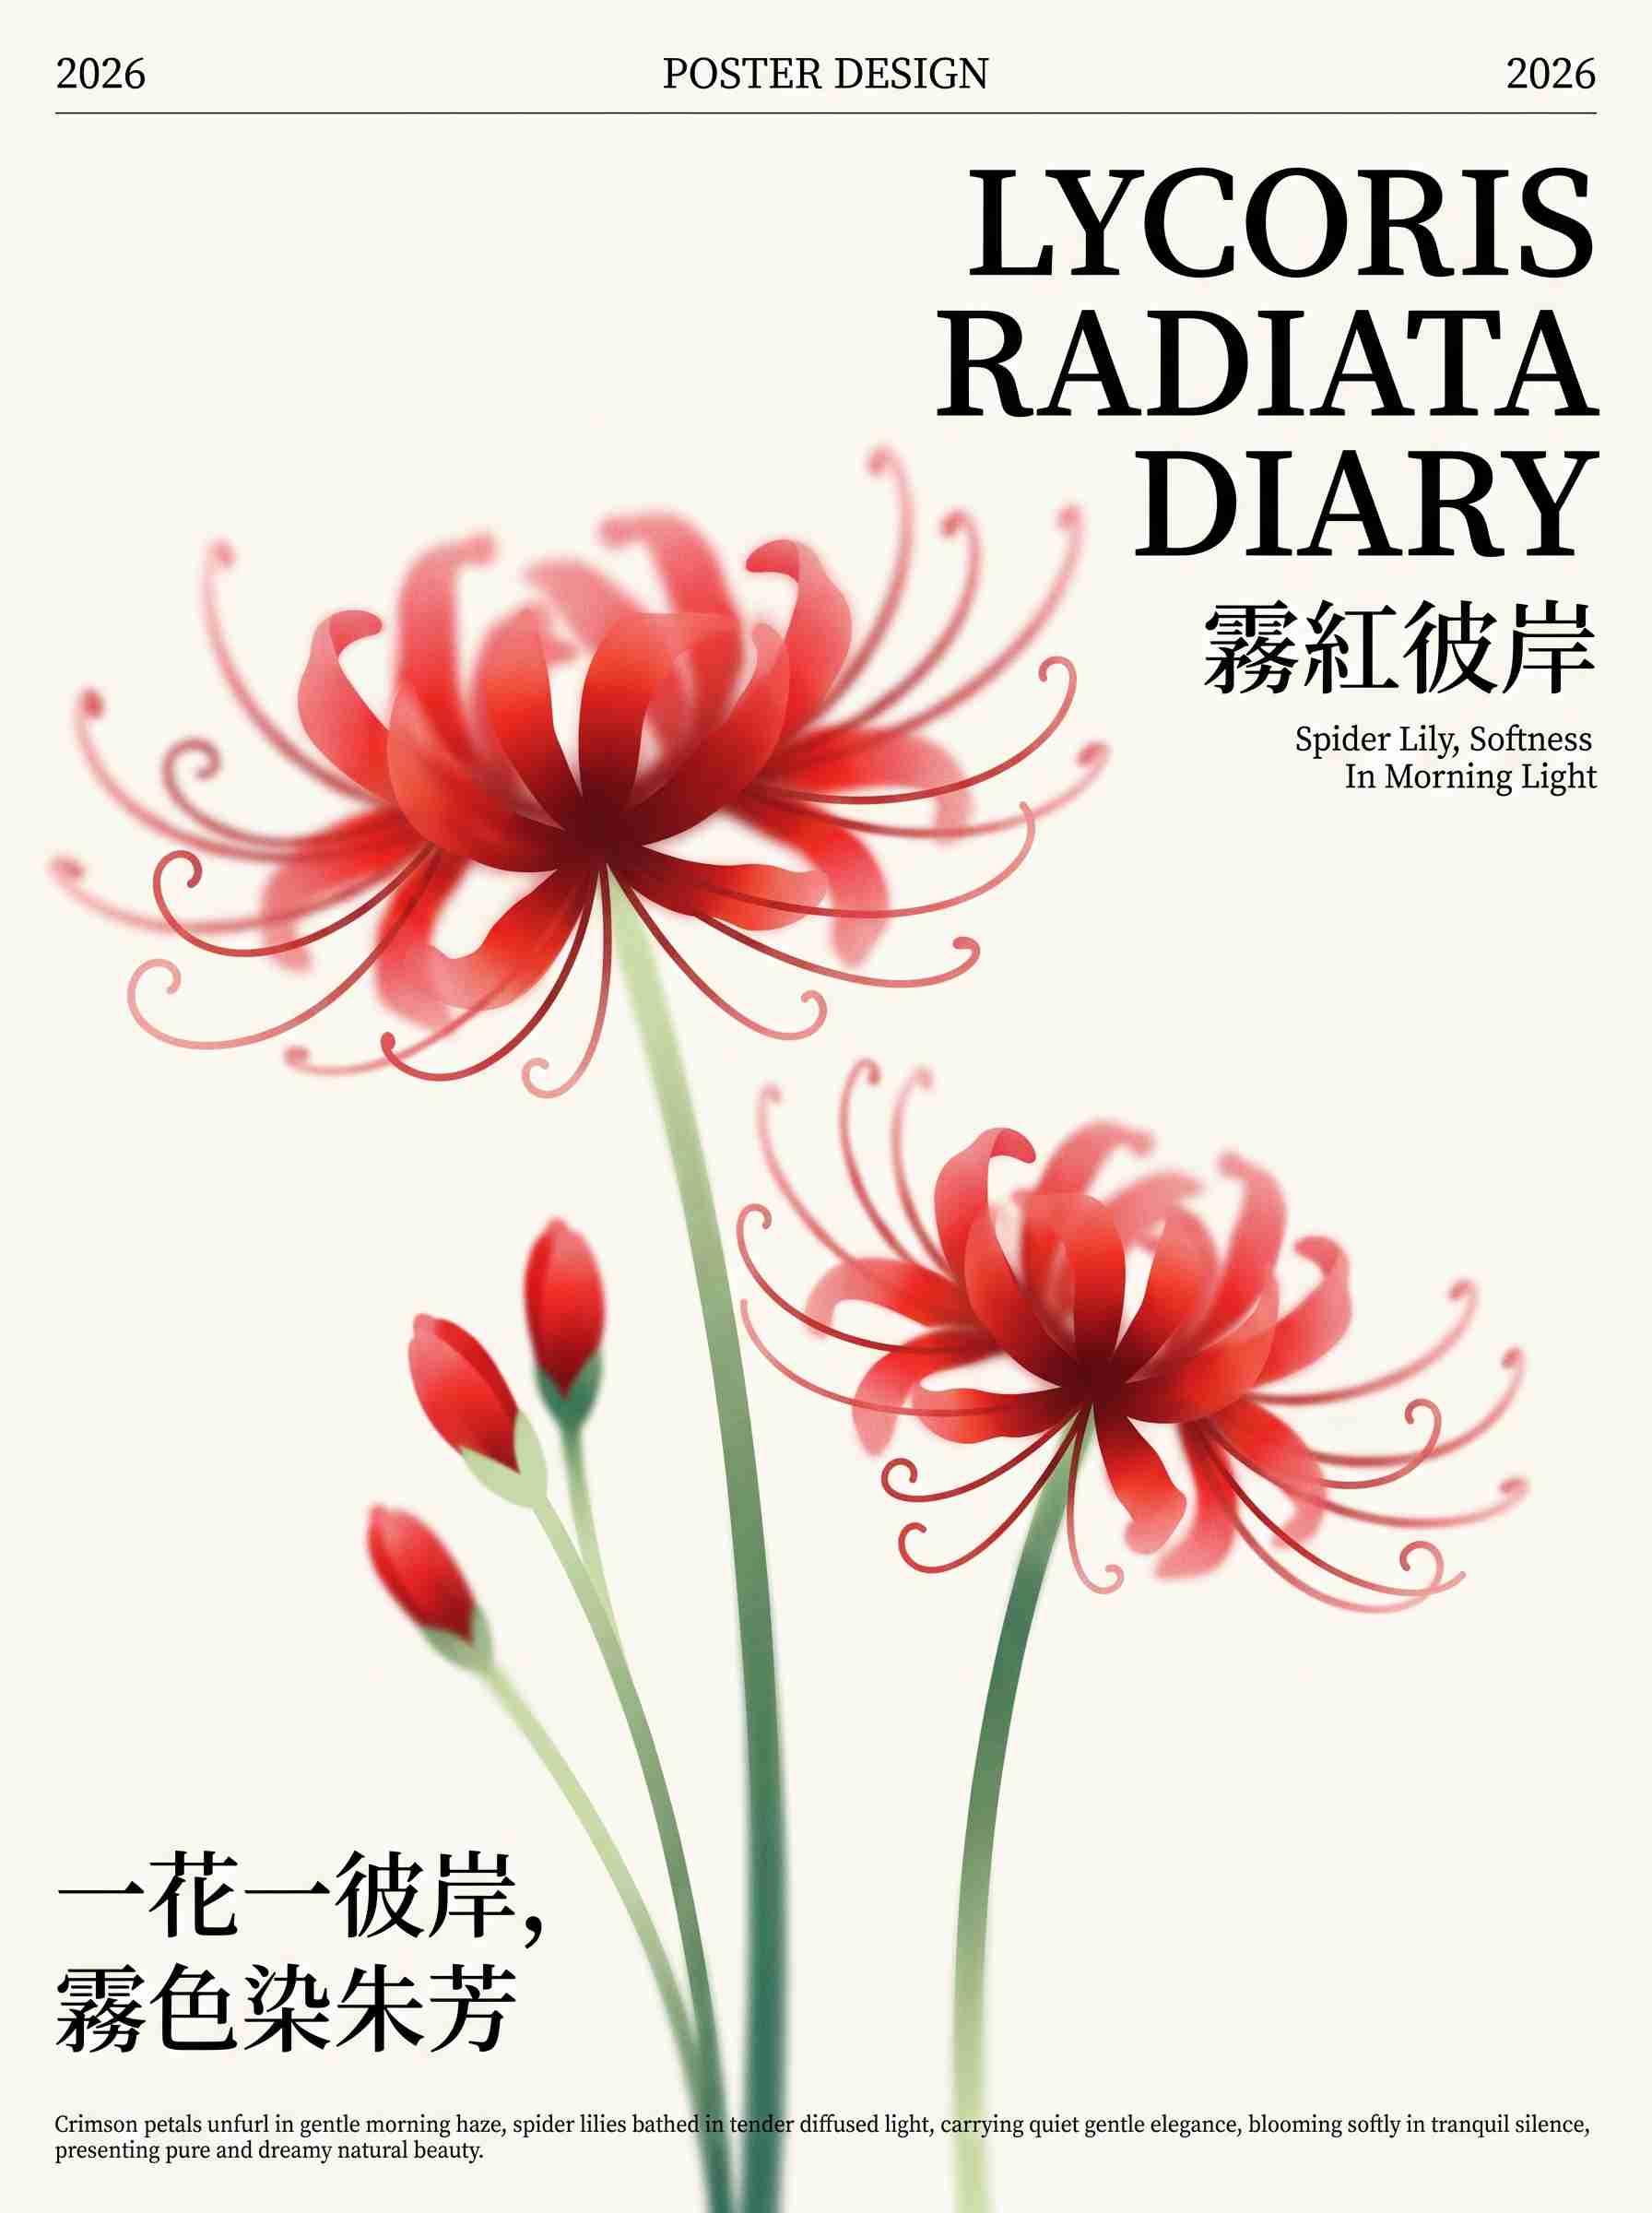 2026 POSTER DESIGN 2026
LYCORIS
RADIATA
DIARY
霧紅彼岸
Spider Lily, Softness
In Morning Light
一花一彼岸,
霧色染朱芳
Crimson petals unfurl in gentle morning haze, spider lilies bathed in tender diffused light, carrying quiet gentle elegance, blooming softly in tranquil silence,
presenting pure and dreamy natural beauty.